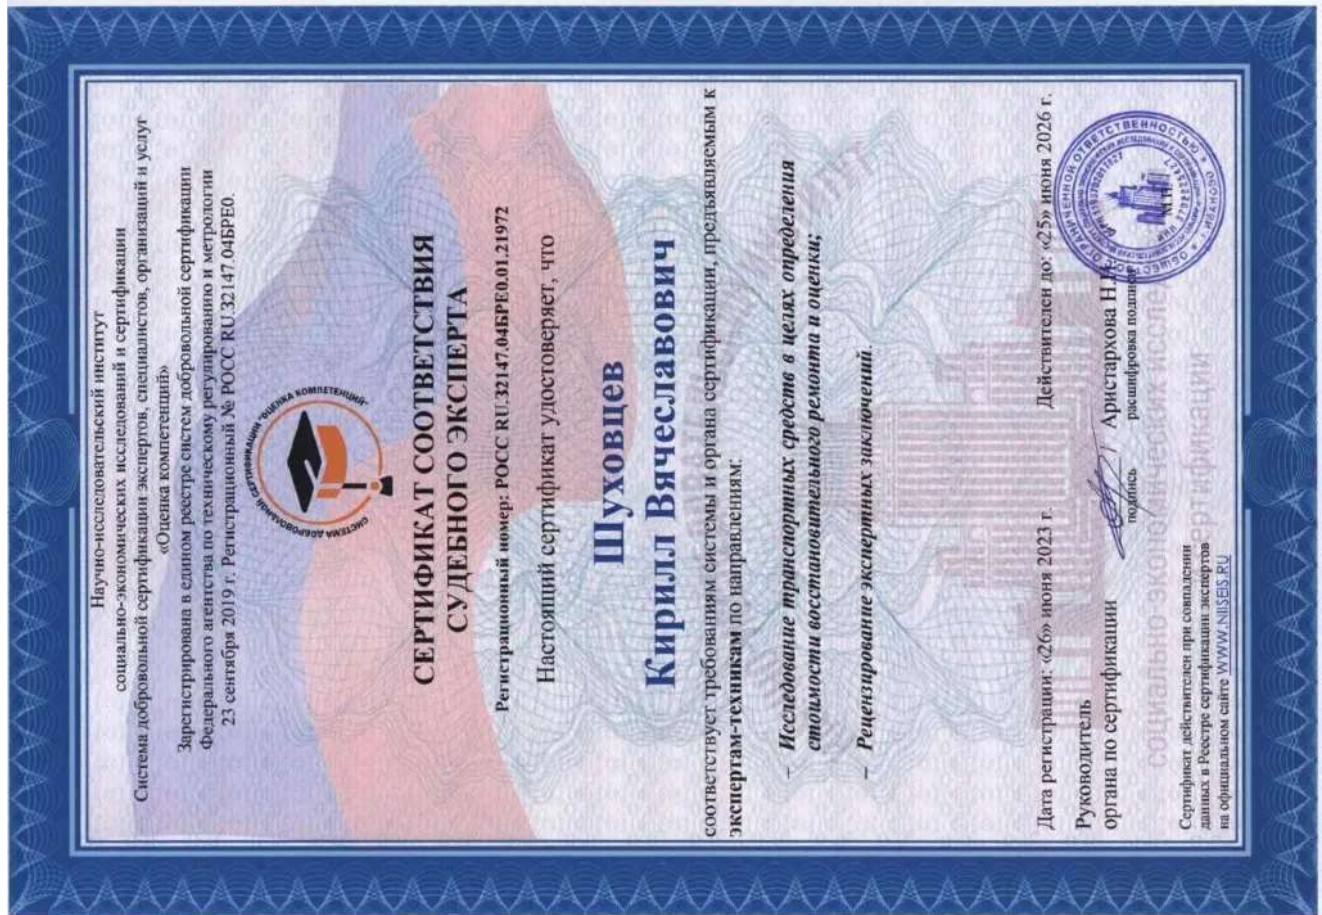 Научно-исследовательский институт
социально-экономических исследований и сертификации
Система добровольной сертификации экспертов, специалистов, организаций и услуг
«Оценка компетенций»
Зарегистрирована в едином реестре систем добровольной сертификации
Федерального агентства по техническому регулированию и метрологии
23 сентября 2019 г. Регистрационный № РОСС RU.32147.04БРЕ0.
СИСТЕМА ДОБРОВОЛЬНОЙ СЕРТИФИКАЦИИ "ОЦЕНКА КОМПЕТЕНЦИЙ"
СЕРТИФИКАТ СООТВЕТСТВИЯ
СУДЕБНОГО ЭКСПЕРТА
Регистрационный номер: РОСС RU.32147.04БРЕ0.01.21972
Настоящий сертификат удостоверяет, что
Шуховцев
Кирилл Вячеславович
соответствует требованиям системы и органа сертификации, предъявляемым к
экспертам-техникам по направлениям:
– Исследование транспортных средств в целях определения
стоимости восстановительного ремонта и оценки;
– Рецензирование экспертных заключений.
Дата регистрации: «26» июня 2023 г. Действителен до: «25» июня 2026 г.
Руководитель
органа по сертификации / Аристархова Н.И.
подпись расшифровка подписи
М.П.
Сертификат действителен при совпадении
данных в Реестре сертификации экспертов
на официальном сайте WWW.NIISEIS.RU